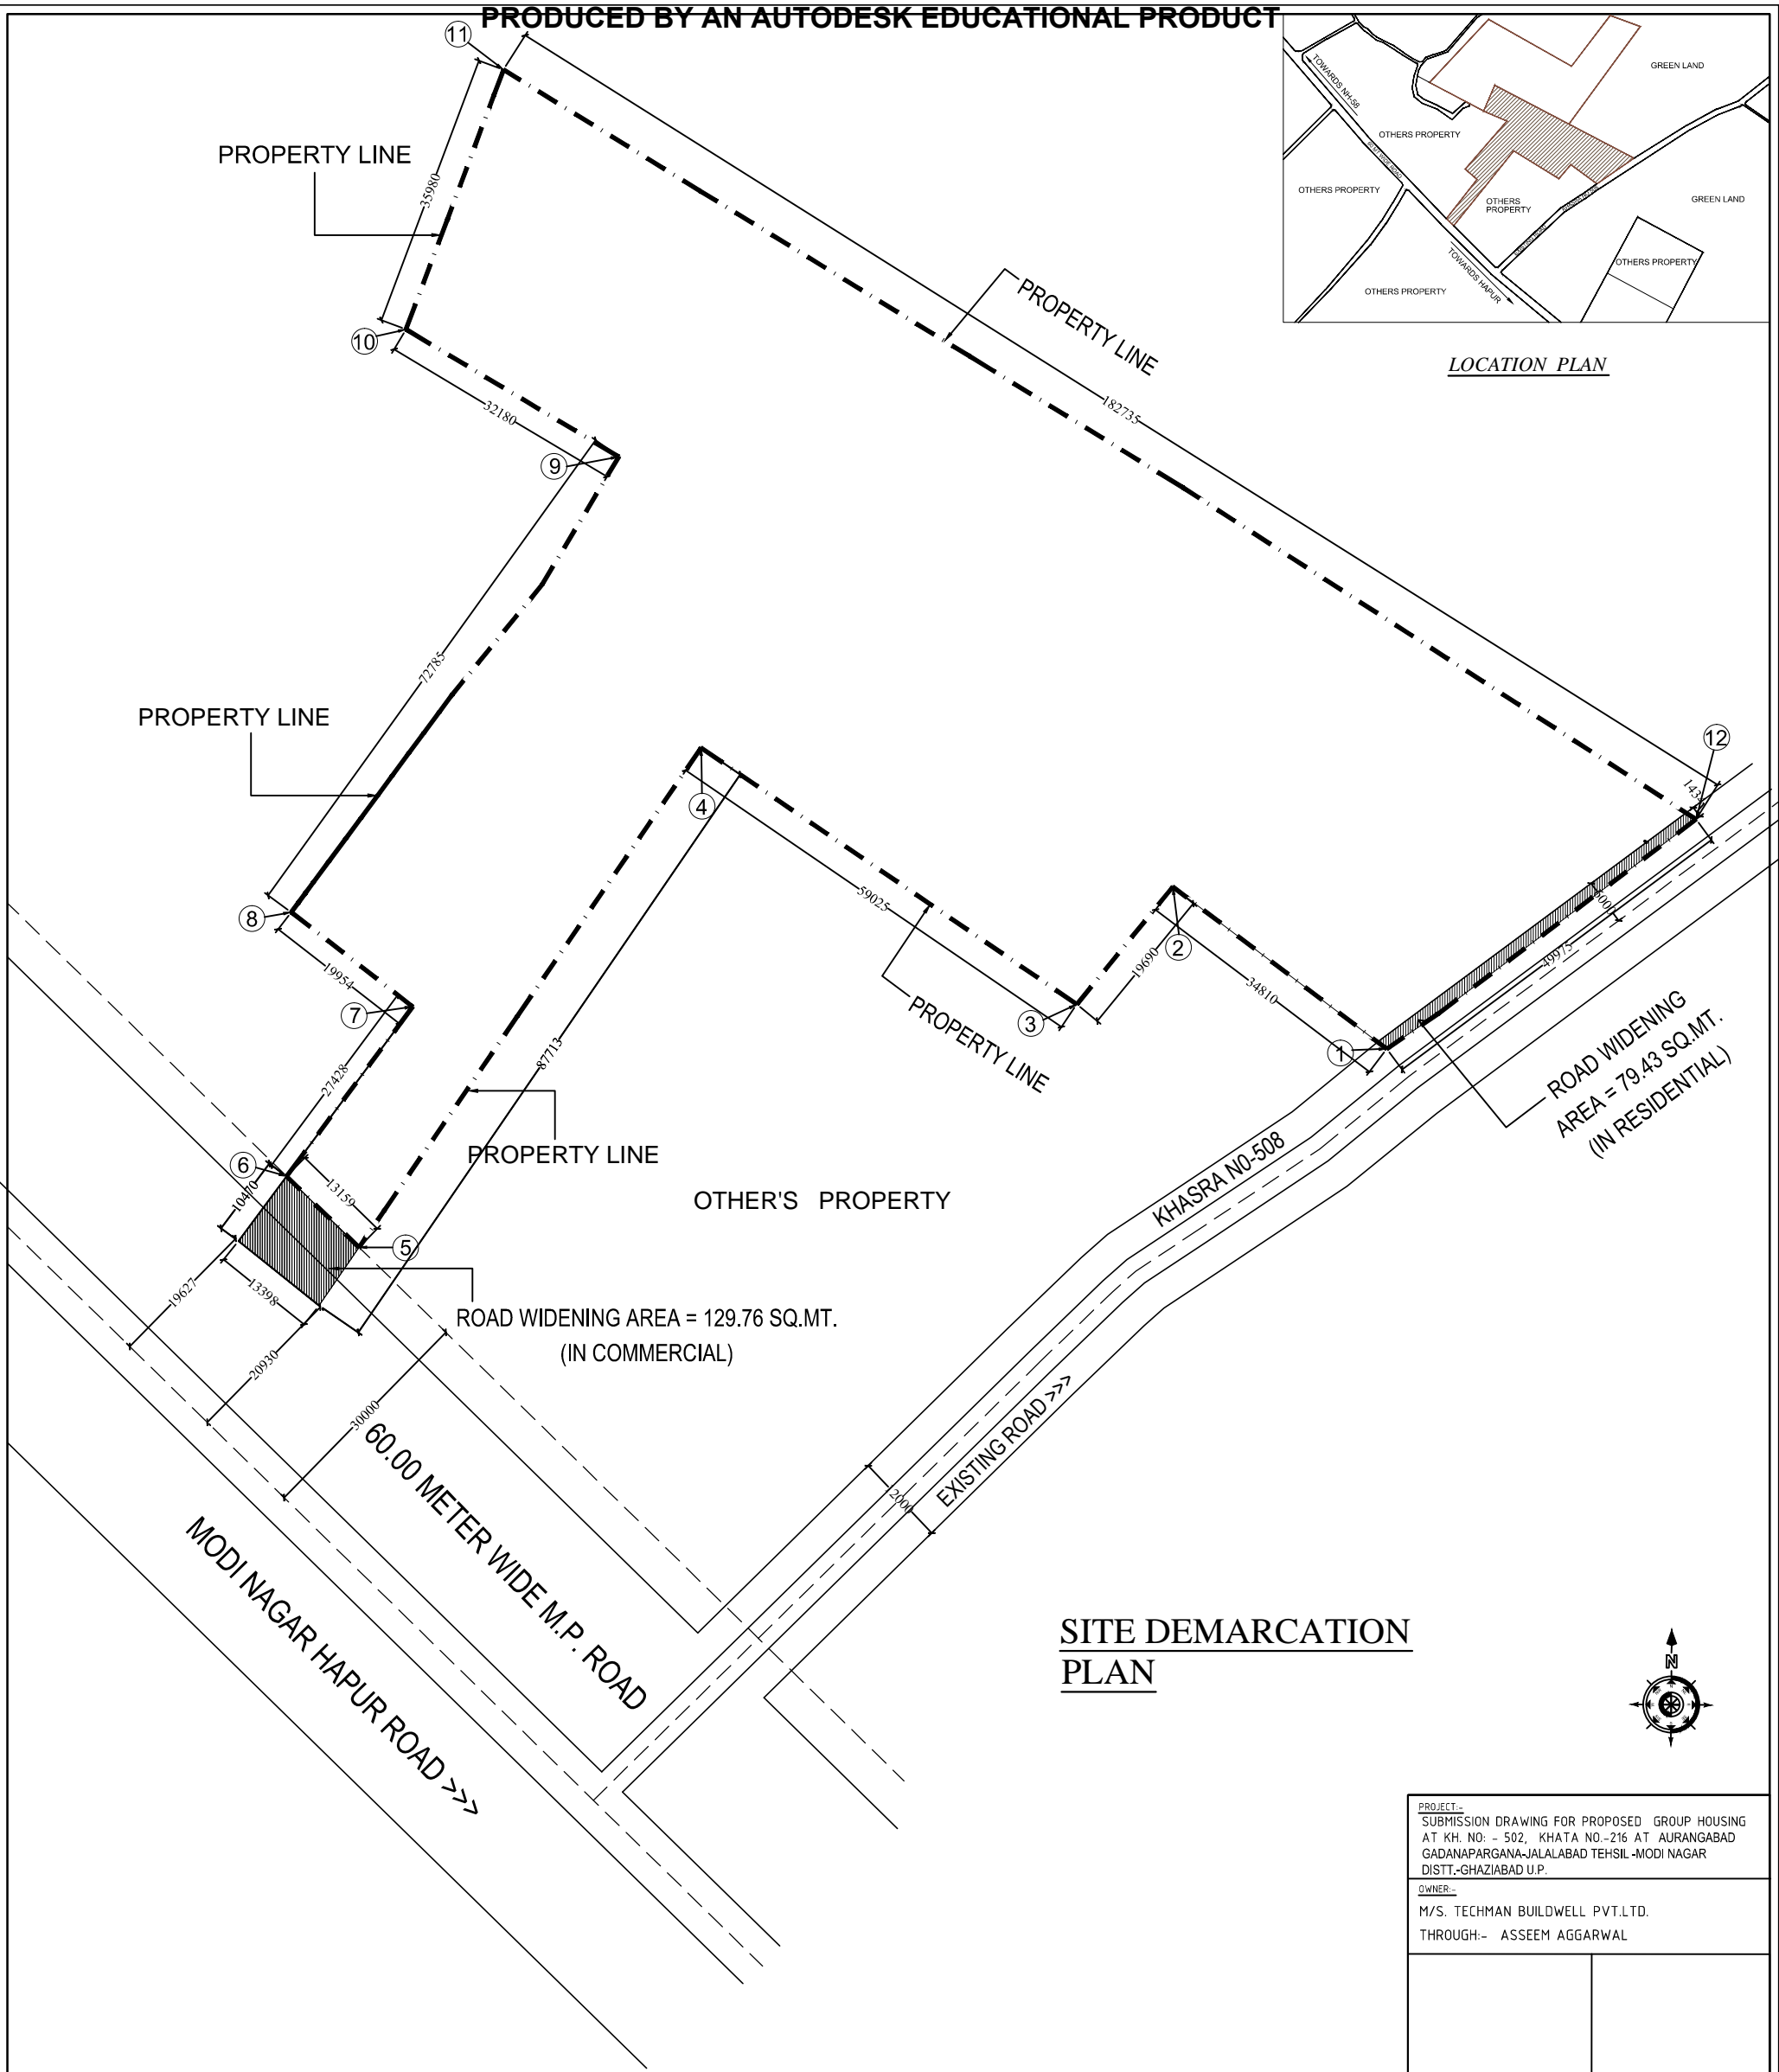 PRODUCED BY AN AUTODESK EDUCATIONAL PRODUCT
11
PROPERTY LINE
35980
10
32180
9
PROPERTY LINE
182735
TOWARDS NH-58
GREEN LAND
OTHERS PROPERTY
OTHERS PROPERTY
OTHERS
PROPERTY
GREEN LAND
OTHERS PROPERTY
TOWARDS HAPUR
OTHERS PROPERTY
LOCATION PLAN
72785
PROPERTY LINE
12
4
8
59025
2
19690
34810
49975
19954
7
3
PROPERTY LINE
1
ROAD WIDENING
AREA = 79.43 SQ.MT.
(IN RESIDENTIAL)
87713
27428
PROPERTY LINE
6
13159
10470
OTHER'S PROPERTY
KHASRA N0-508
5
19627
13398
ROAD WIDENING AREA = 129.76 SQ.MT.
(IN COMMERCIAL)
20930
30000
60.00 METER WIDE M.P. ROAD
MODI NAGAR HAPUR ROAD >>>
EXISTING ROAD >>>
SITE DEMARCATION
PLAN
N
PROJECT:-
SUBMISSION DRAWING FOR PROPOSED GROUP HOUSING
AT KH. NO: - 502, KHATA NO.-216 AT AURANGABAD
GADANAPARGANA-JALALABAD TEHSIL -MODI NAGAR
DISTT.-GHAZIABAD U.P.
OWNER:-
M/S. TECHMAN BUILDWELL PVT.LTD.
THROUGH:- ASSEEM AGGARWAL